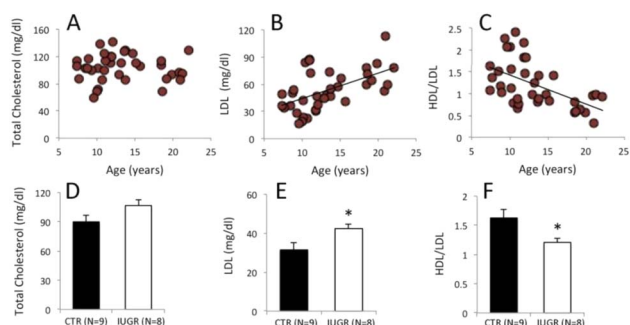 A
B
C
Total Cholesterol (mg/dl)
160
120
80
40
0
5 10 15 20 25
Age (years)
LDL (mg/dl)
120
90
60
30
0
5 10 15 20 25
Age (years)
HDL/LDL
2.5
2
1.5
1
0.5
0
5 10 15 20 25
Age (years)
D
E
F
Total Cholesterol (mg/dl)
120
90
60
30
0
CTR (N=9) IUGR (N=8)
LDL (mg/dl)
60
40
20
0
*
CTR (N=9) IUGR (N=8)
HDL/LDL
2
1.5
1
0.5
0
*
CTR (N=9) IUGR (N=8)